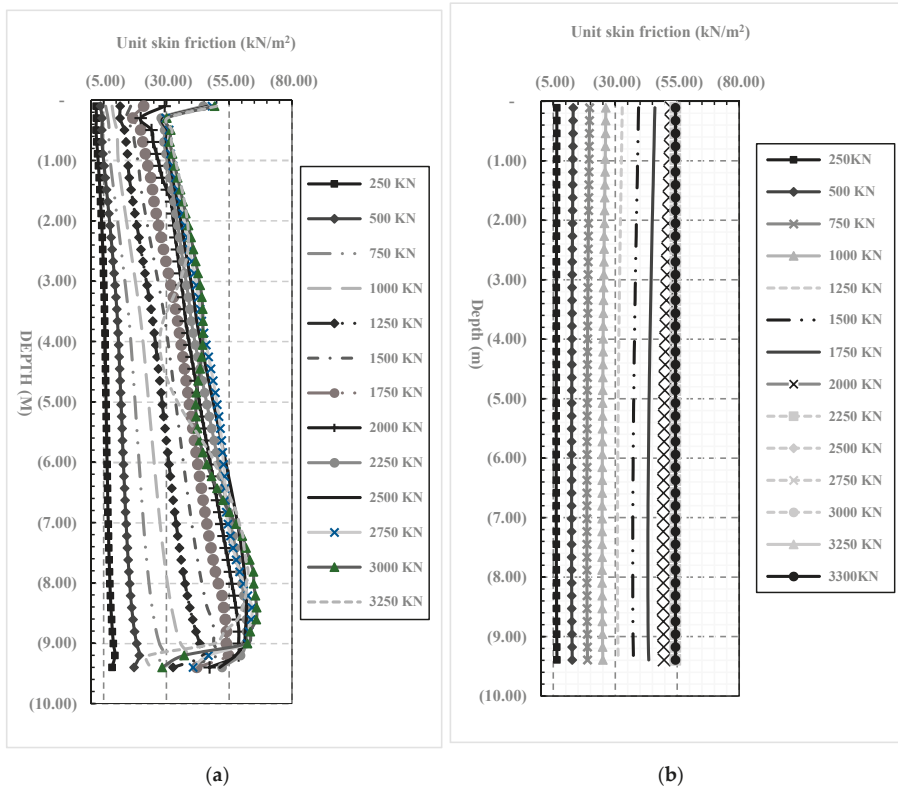 Unit skin friction (kN/m²)
(5.00) (30.00) (55.00) (80.00)
-
(1.00)
(2.00)
(3.00)
(4.00)
(5.00)
(6.00)
(7.00)
(8.00)
(9.00)
(10.00)
DEPTH (M)
250 KN
500 KN
750 KN
1000 KN
1250 KN
1500 KN
1750 KN
2000 KN
2250 KN
2500 KN
2750 KN
3000 KN
3250 KN
(a)
Unit skin friction (kN/m²)
(5.00) (30.00) (55.00) (80.00)
-
(1.00)
(2.00)
(3.00)
(4.00)
(5.00)
(6.00)
(7.00)
(8.00)
(9.00)
(10.00)
Depth (m)
250KN
500 KN
750 KN
1000 KN
1250 KN
1500 KN
1750 KN
2000 KN
2250 KN
2500 KN
2750 KN
3000 KN
3250 KN
3300KN
(b)